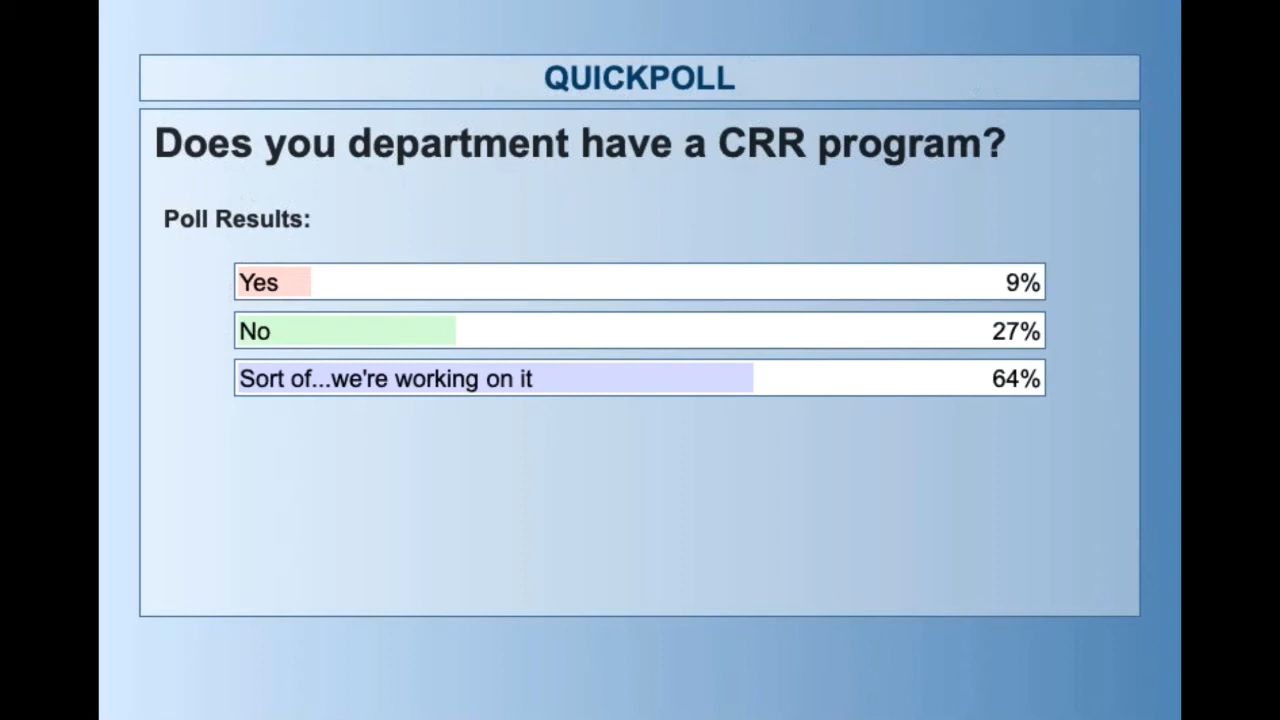 QUICKPOLL
Does you department have a CRR program?
Poll Results:
Yes 9%
No 27%
Sort of...we're working on it 64%